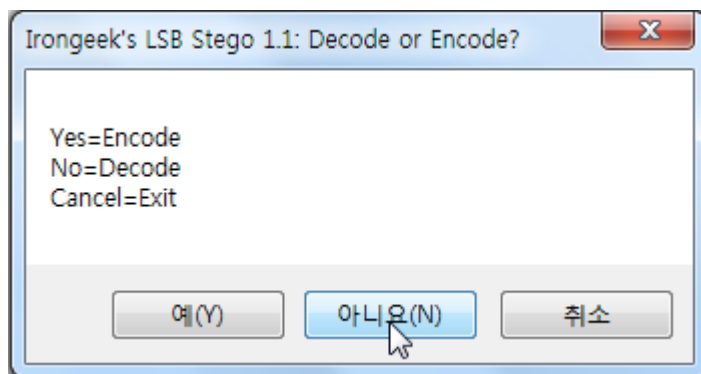 Irongeek's LSB Stego 1.1: Decode or Encode?
Yes=Encode
No=Decode
Cancel=Exit
예(Y) 아니요(N) 취소